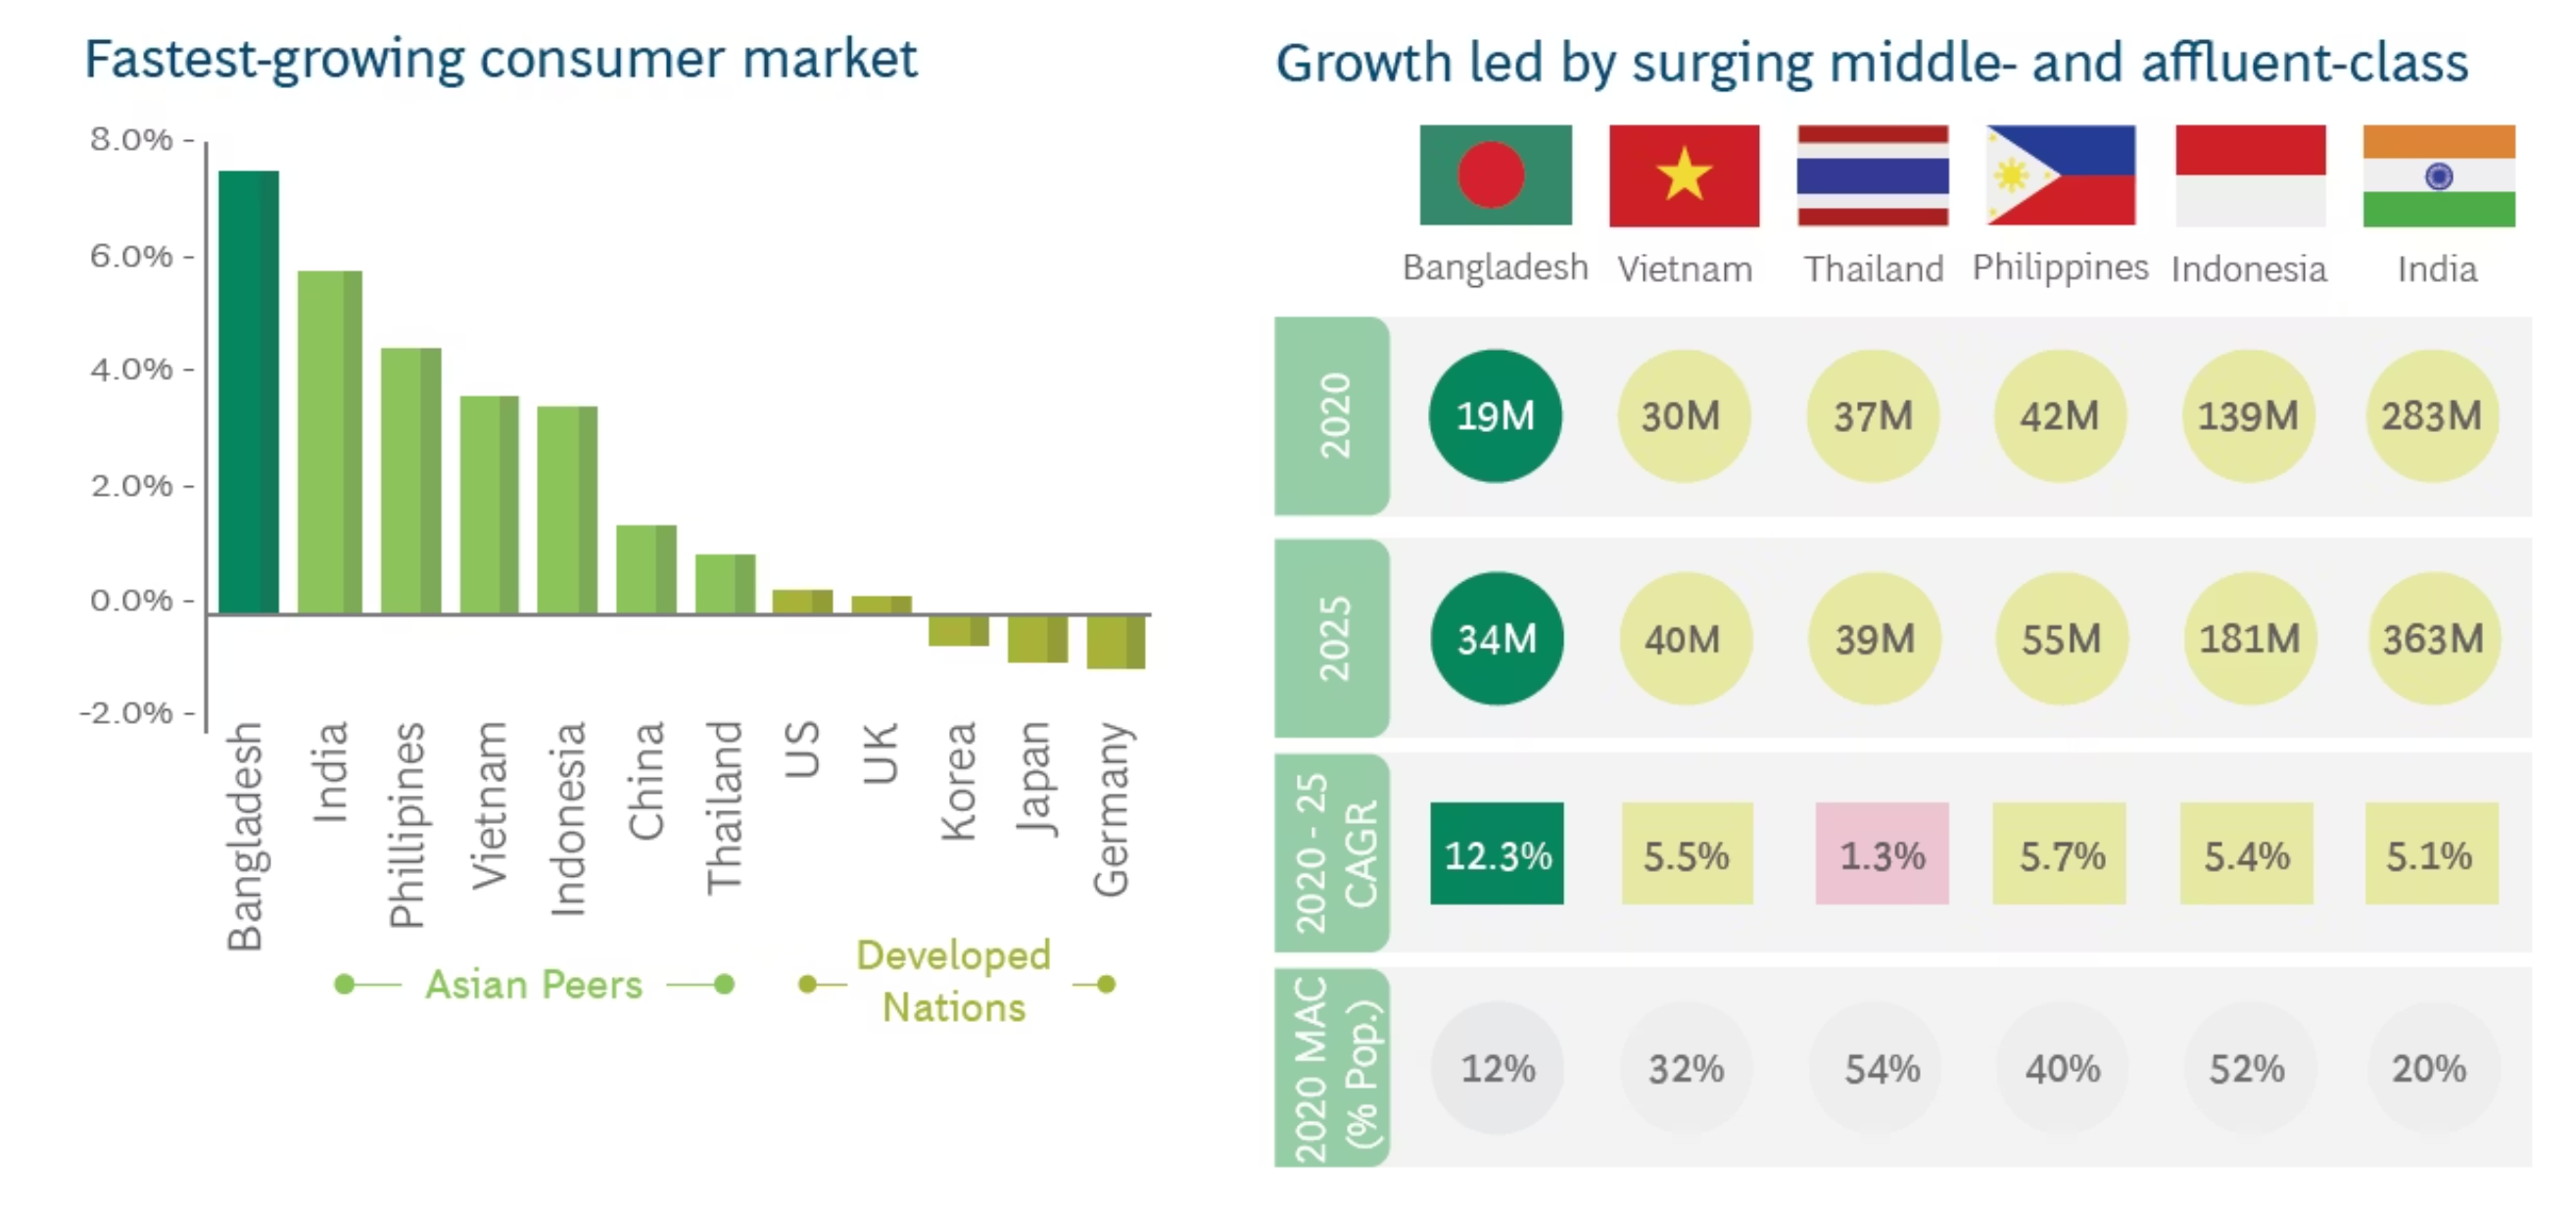 Fastest-growing consumer market
8.0% -
6.0% -
4.0% -
2.0% -
0.0% -
-2.0% -
Bangladesh
India
Phillipines
Vietnam
Indonesia
China
Thailand
US
UK
Korea
Japan
Germany
Asian Peers
Developed
Nations
Growth led by surging middle- and affluent-class
Bangladesh Vietnam Thailand Philippines Indonesia India
2020
19M 30M 37M 42M 139M 283M
2025
34M 40M 39M 55M 181M 363M
2020 - 25
CAGR
12.3% 5.5% 1.3% 5.7% 5.4% 5.1%
2020 MAC
(% Pop.)
12% 32% 54% 40% 52% 20%